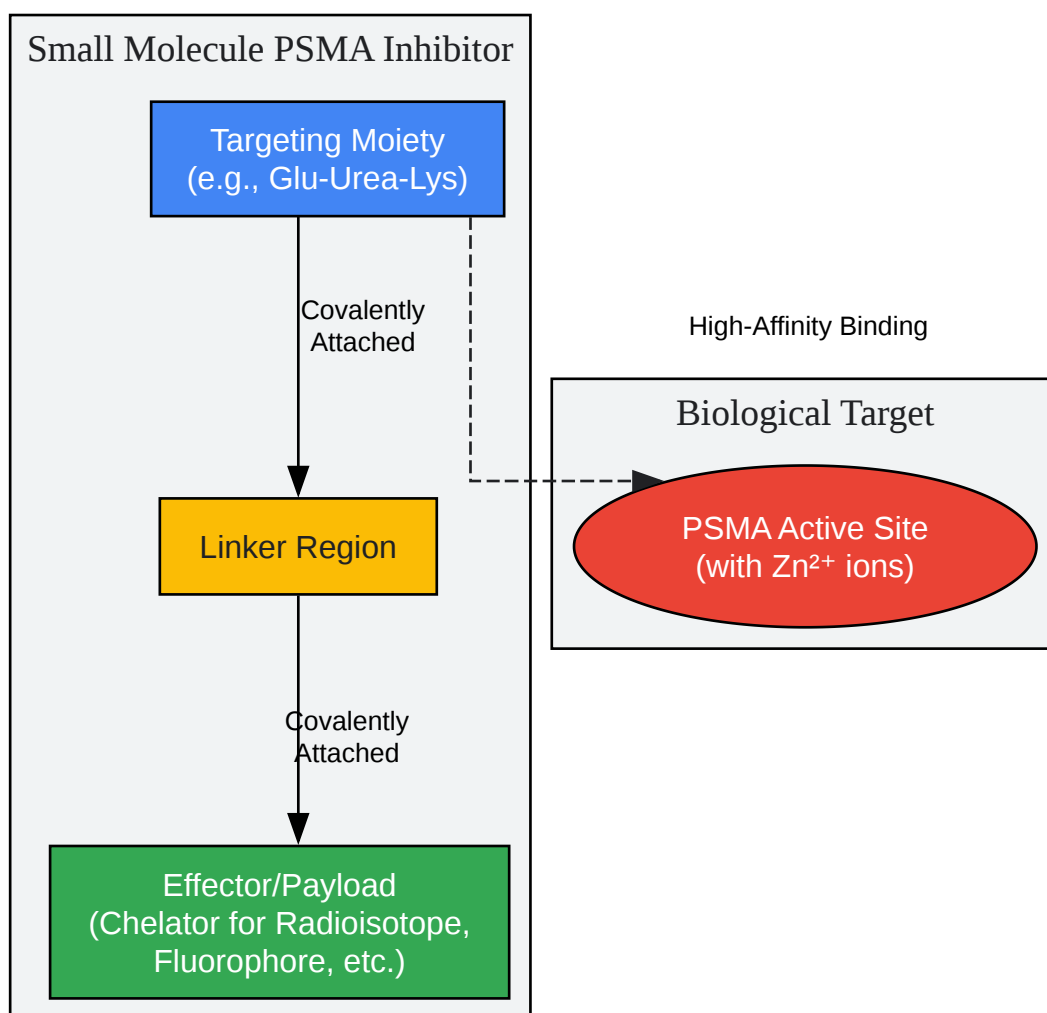 Small Molecule PSMA Inhibitor
Targeting Moiety
(e.g., Glu-Urea-Lys)
Covalently
Attached
High-Affinity Binding
Biological Target
PSMA Active Site
(with Zn²⁺ ions)
Linker Region
Covalently
Attached
Effector/Payload
(Chelator for Radioisotope,
Fluorophore, etc.)